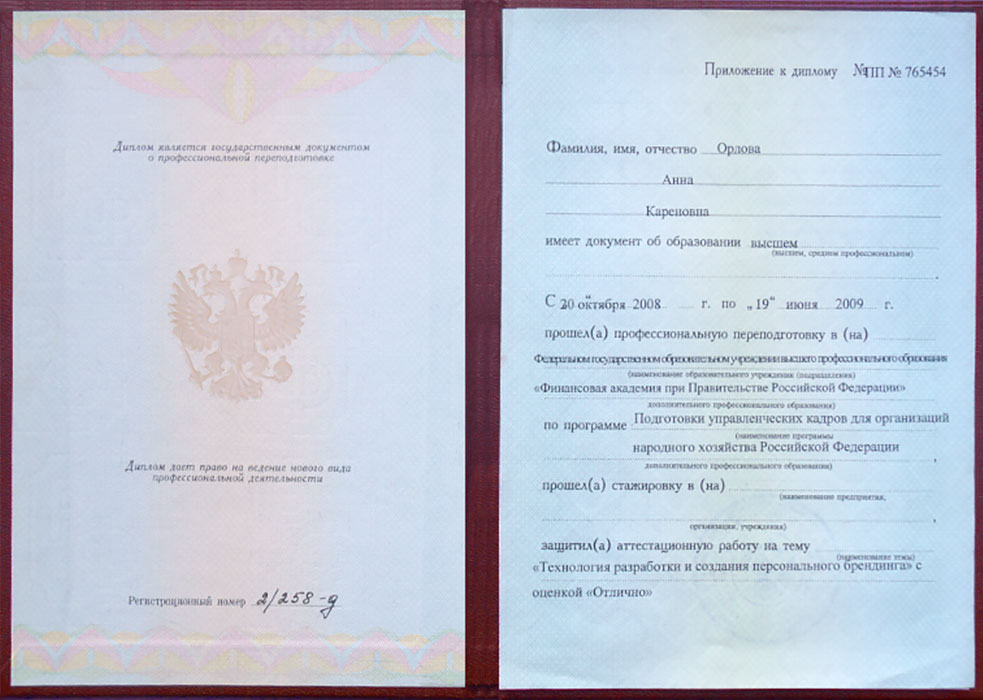 Диплом является государственным документом
о профессиональной переподготовке
Диплом дает право на ведение нового вида
профессиональной деятельности
Регистрационный номер 2/258-д
Приложение к диплому №ПП № 765454
Фамилия, имя, отчество Орлова
Анна
Кареновна
имеет документ об образовании высшем
(высшем, среднем профессиональном)
С 20 октября 2008 г. по „19“ июня 2009 г.
прошел(а) профессиональную переподготовку в (на)
Федеральном государственном образовательном учреждении высшего профессионального образования
(наименование образовательного учреждения (подразделения)
«Финансовая академия при Правительстве Российской Федерации»
дополнительного профессионального образования)
по программе Подготовки управленческих кадров для организаций
(наименование программы
народного хозяйства Российской Федерации
дополнительного профессионального образования)
прошел(а) стажировку в (на)
(наименование предприятия,
организации, учреждения)
защитил(а) аттестационную работу на тему
(наименование темы)
«Технология разработки и создания персонального брендинга» с
оценкой «Отлично»